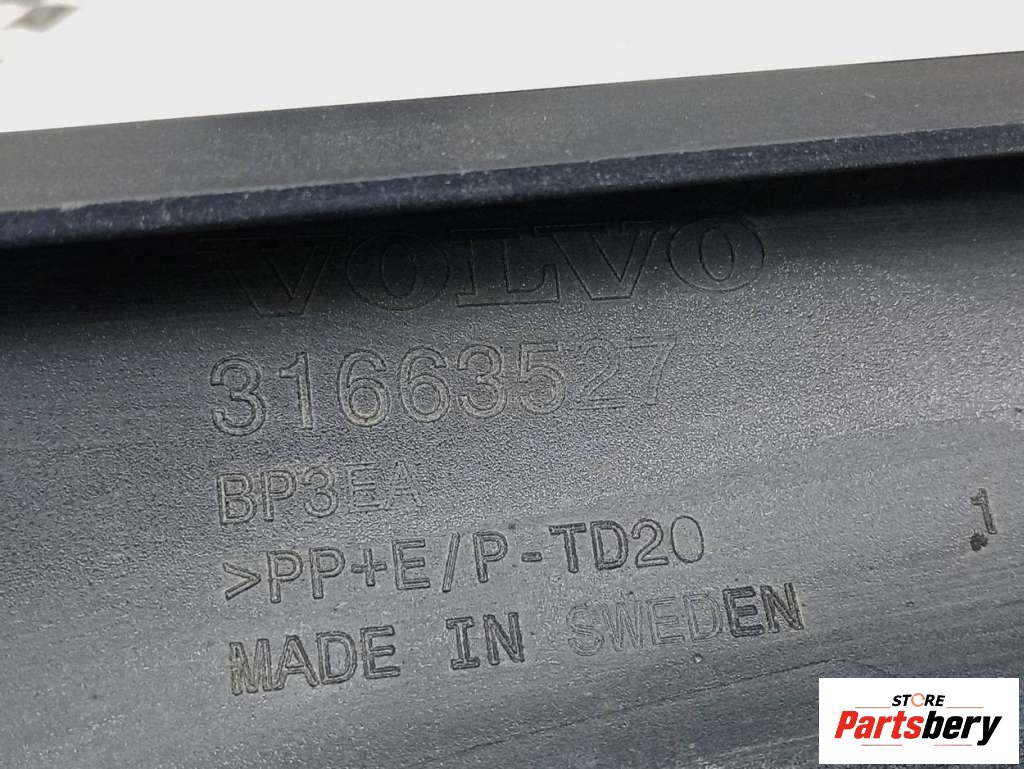 VOLVO
31663527
BP3EA
>PP+E/P-TD20
1
MADE IN SWEDEN
STORE
Partsbery